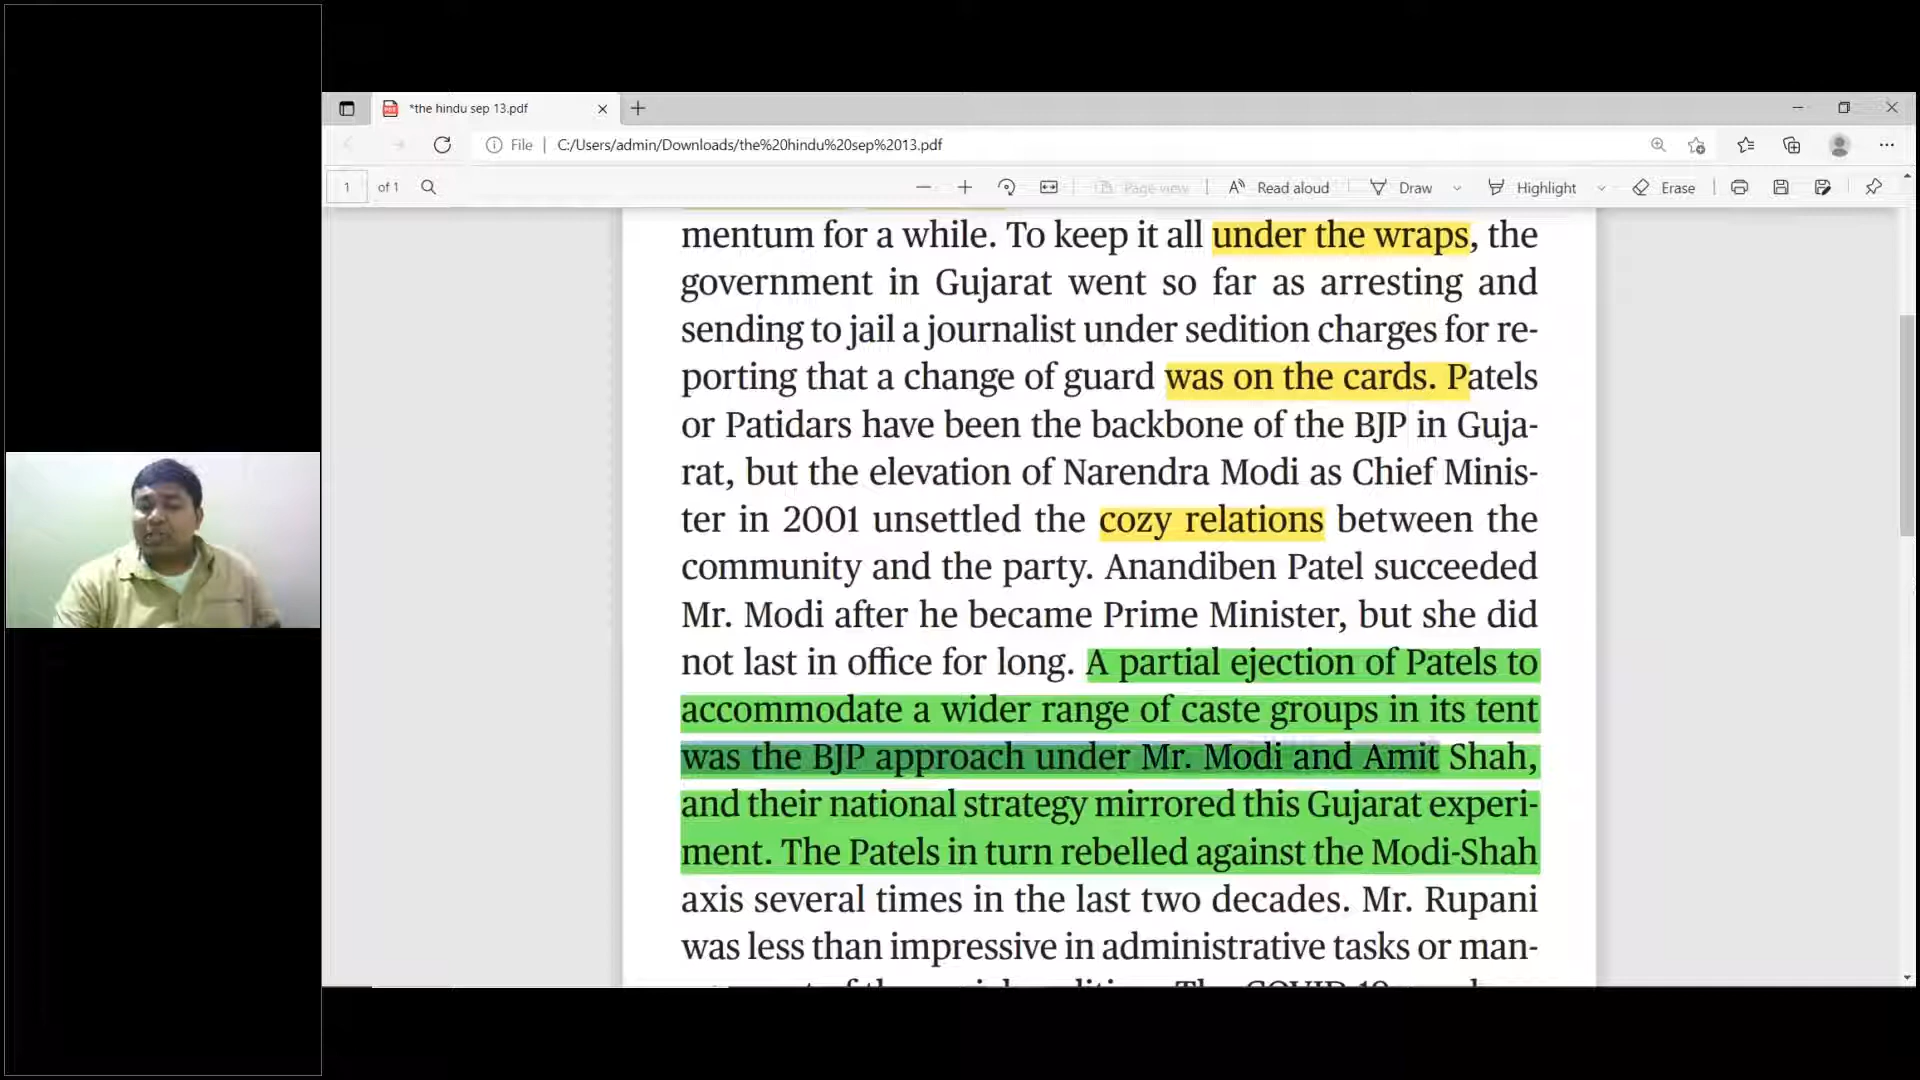 *the hindu sep 13.pdf
File
C:/Users/admin/Downloads/the%20hindu%20sep%2013.pdf
1 of 1
Page view
Read aloud
Draw
Highlight
Erase
mentum for a while. To keep it all under the wraps, the
government in Gujarat went so far as arresting and
sending to jail a journalist under sedition charges for re-
porting that a change of guard was on the cards. Patels
or Patidars have been the backbone of the BJP in Guja-
rat, but the elevation of Narendra Modi as Chief Minis-
ter in 2001 unsettled the cozy relations between the
community and the party. Anandiben Patel succeeded
Mr. Modi after he became Prime Minister, but she did
not last in office for long. A partial ejection of Patels to
accommodate a wider range of caste groups in its tent
was the BJP approach under Mr. Modi and Amit Shah,
and their national strategy mirrored this Gujarat experi-
ment. The Patels in turn rebelled against the Modi-Shah
axis several times in the last two decades. Mr. Rupani
was less than impressive in administrative tasks or man-